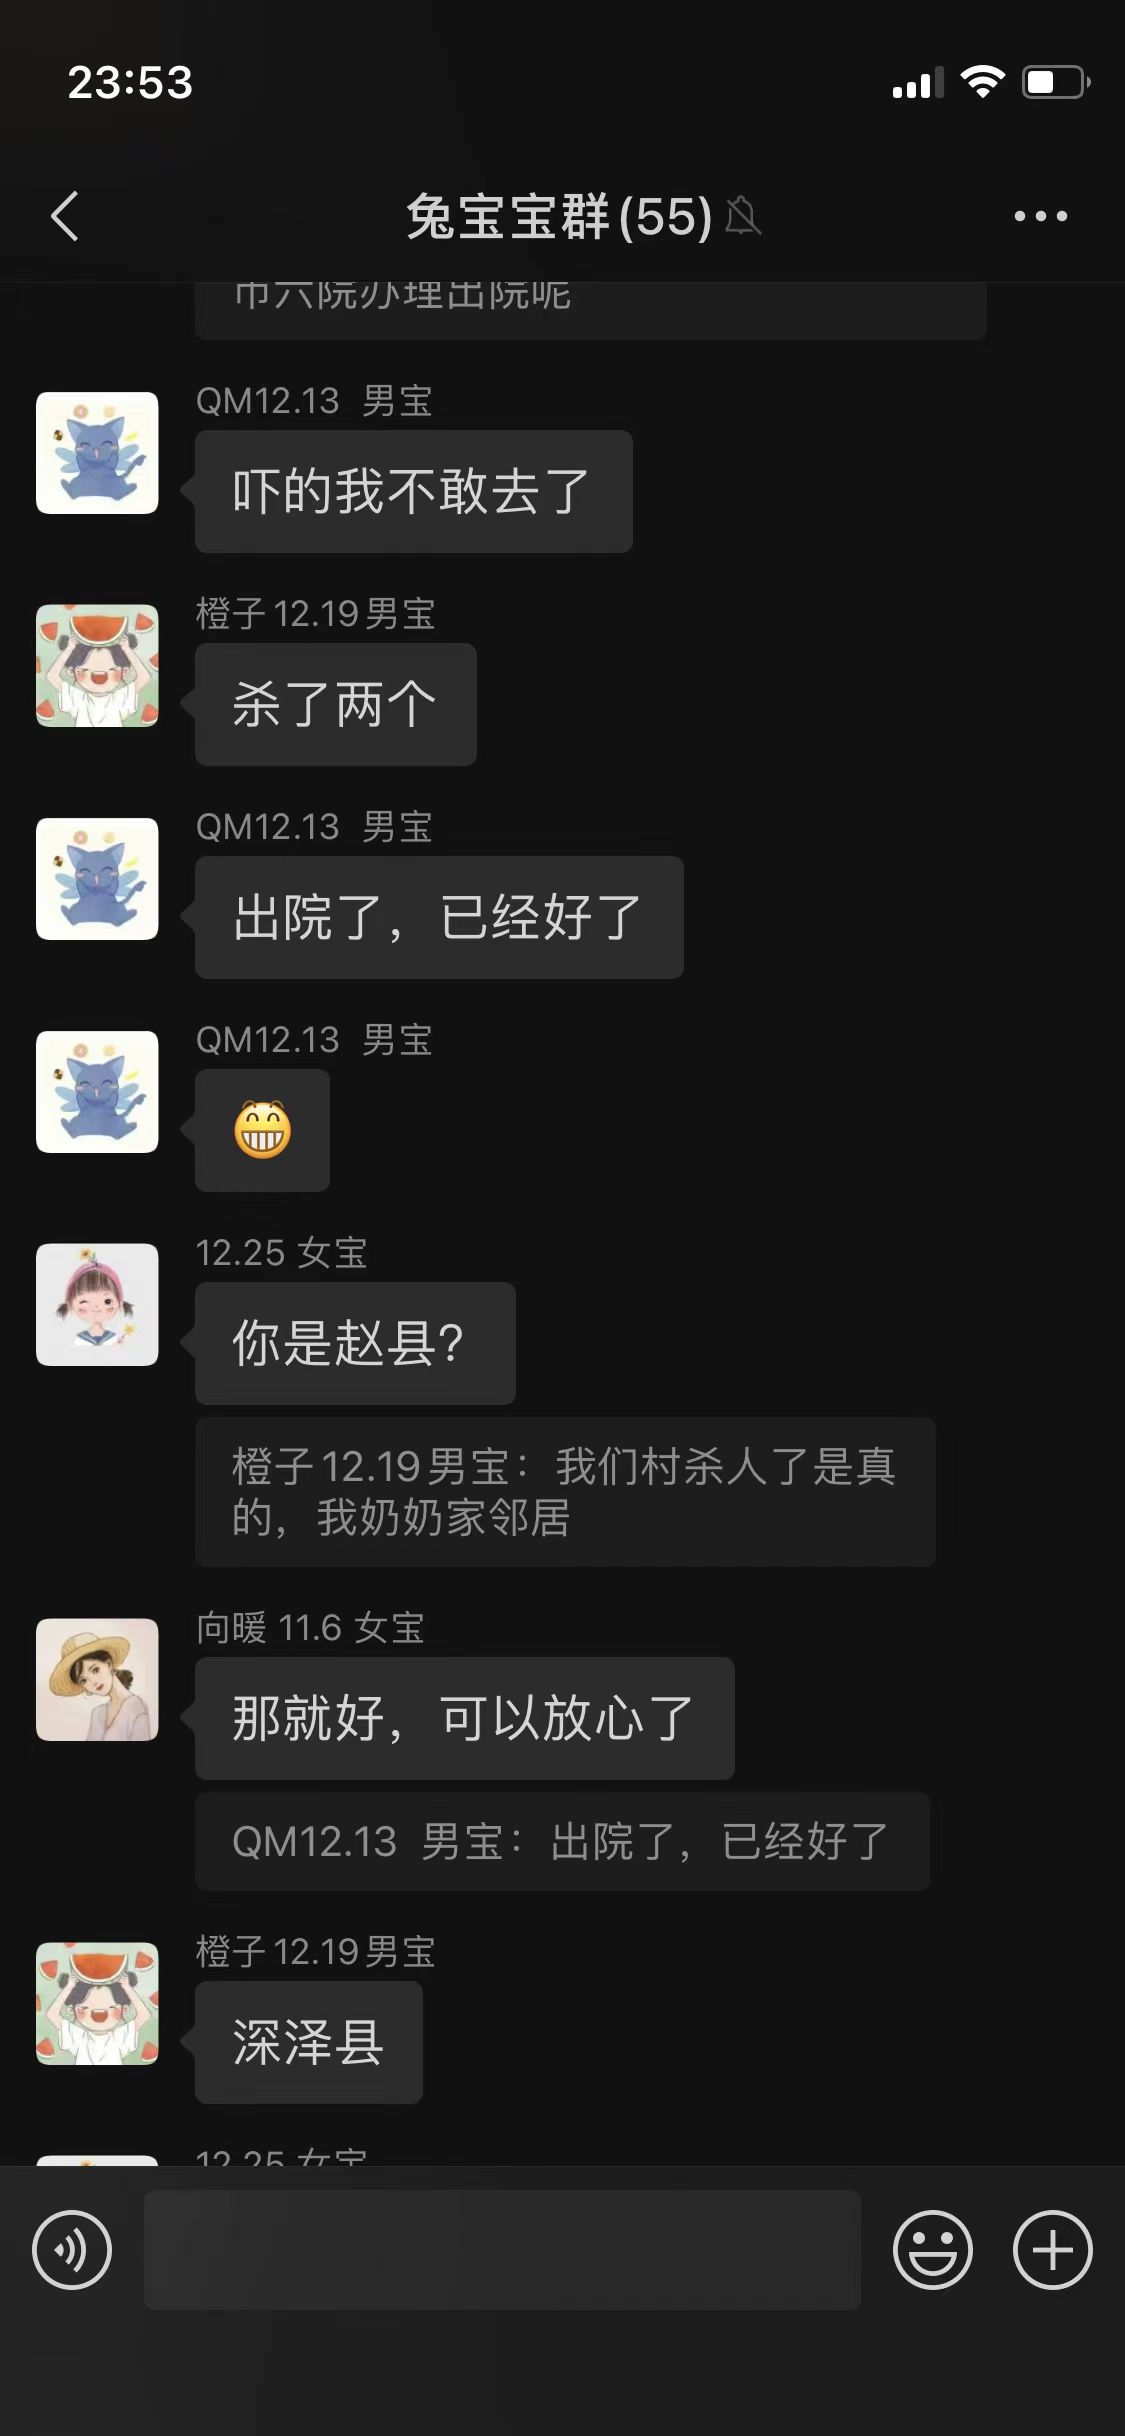 23:53
兔宝宝群(55)
市六院办理出院呢
QM12.13 男宝
吓的我不敢去了
橙子12.19男宝
杀了两个
QM12.13 男宝
出院了，已经好了
QM12.13 男宝
12.25 女宝
你是赵县?
橙子12.19男宝：我们村杀人了是真
的，我奶奶家邻居
向暖 11.6 女宝
那就好，可以放心了
QM12.13 男宝：出院了，已经好了
橙子12.19男宝
深泽县
12.25 女宝